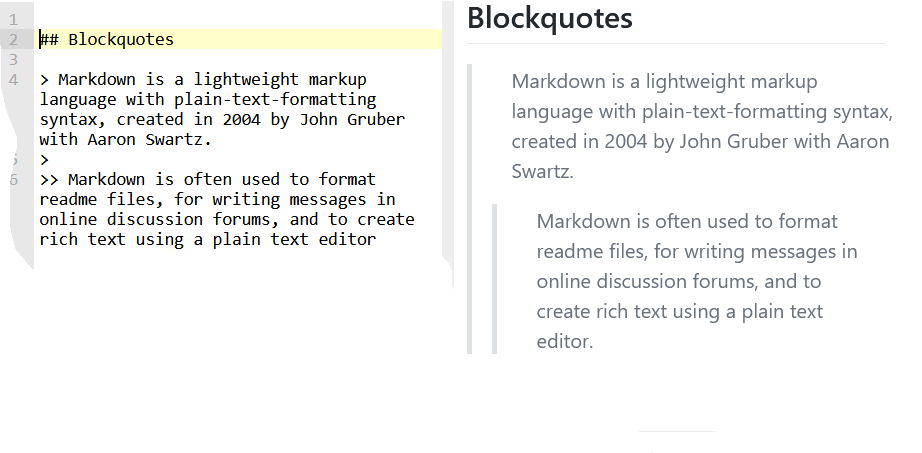 1
2 ## Blockquotes
3
4 > Markdown is a lightweight markup
language with plain-text-formatting
syntax, created in 2004 by John Gruber
with Aaron Swartz.
5 >
6 >> Markdown is often used to format
readme files, for writing messages in
online discussion forums, and to create
rich text using a plain text editor
Blockquotes
Markdown is a lightweight markup
language with plain-text-formatting syntax,
created in 2004 by John Gruber with Aaron
Swartz.
Markdown is often used to format
readme files, for writing messages in
online discussion forums, and to
create rich text using a plain text
editor.